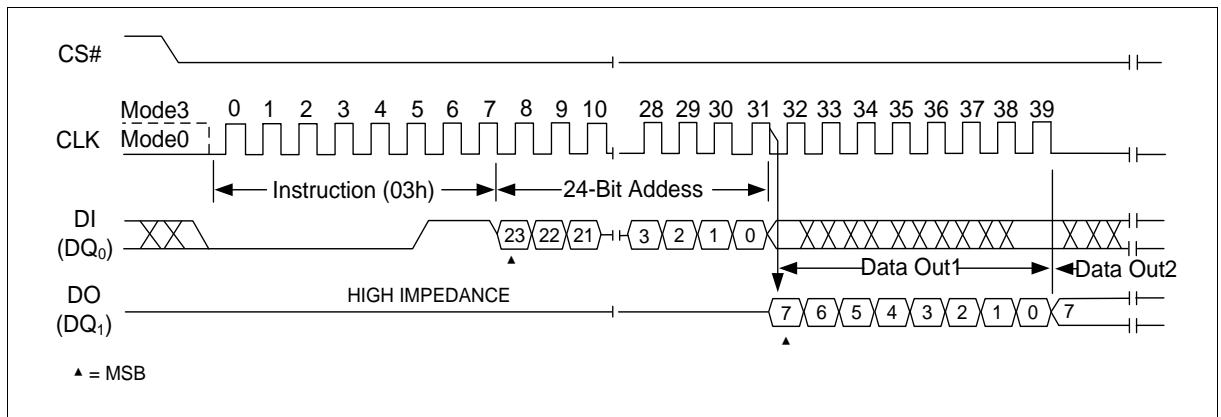 CS#
Mode3 0 1 2 3 4 5 6 7 8 9 10 28 29 30 31 32 33 34 35 36 37 38 39
CLK Mode0
Instruction (03h) 24-Bit Addess
DI
(DQ0) 23 22 21 3 2 1 0
Data Out1 Data Out2
DO HIGH IMPEDANCE
(DQ1) 7 6 5 4 3 2 1 0 7
▲ = MSB